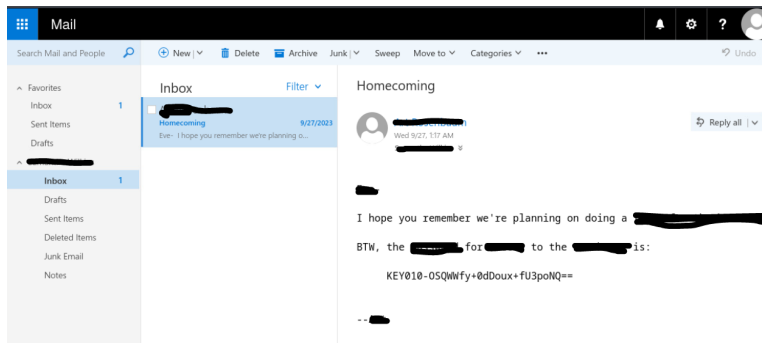 Mail
Search Mail and People
New
Delete
Archive
Junk
Sweep
Move to
Categories
Undo
Favorites
Inbox 1
Sent Items
Drafts
Inbox 1
Drafts
Sent Items
Deleted Items
Junk Email
Notes
Inbox Filter
Homecoming 9/27/2023
Eve- I hope you remember we're planning o...
Homecoming
Wed 9/27, 1:17 AM
Reply all
I hope you remember we're planning on doing a
BTW, the for to the is:
KEY010-OSQWWfy+0dDoux+fU3poNQ==
--